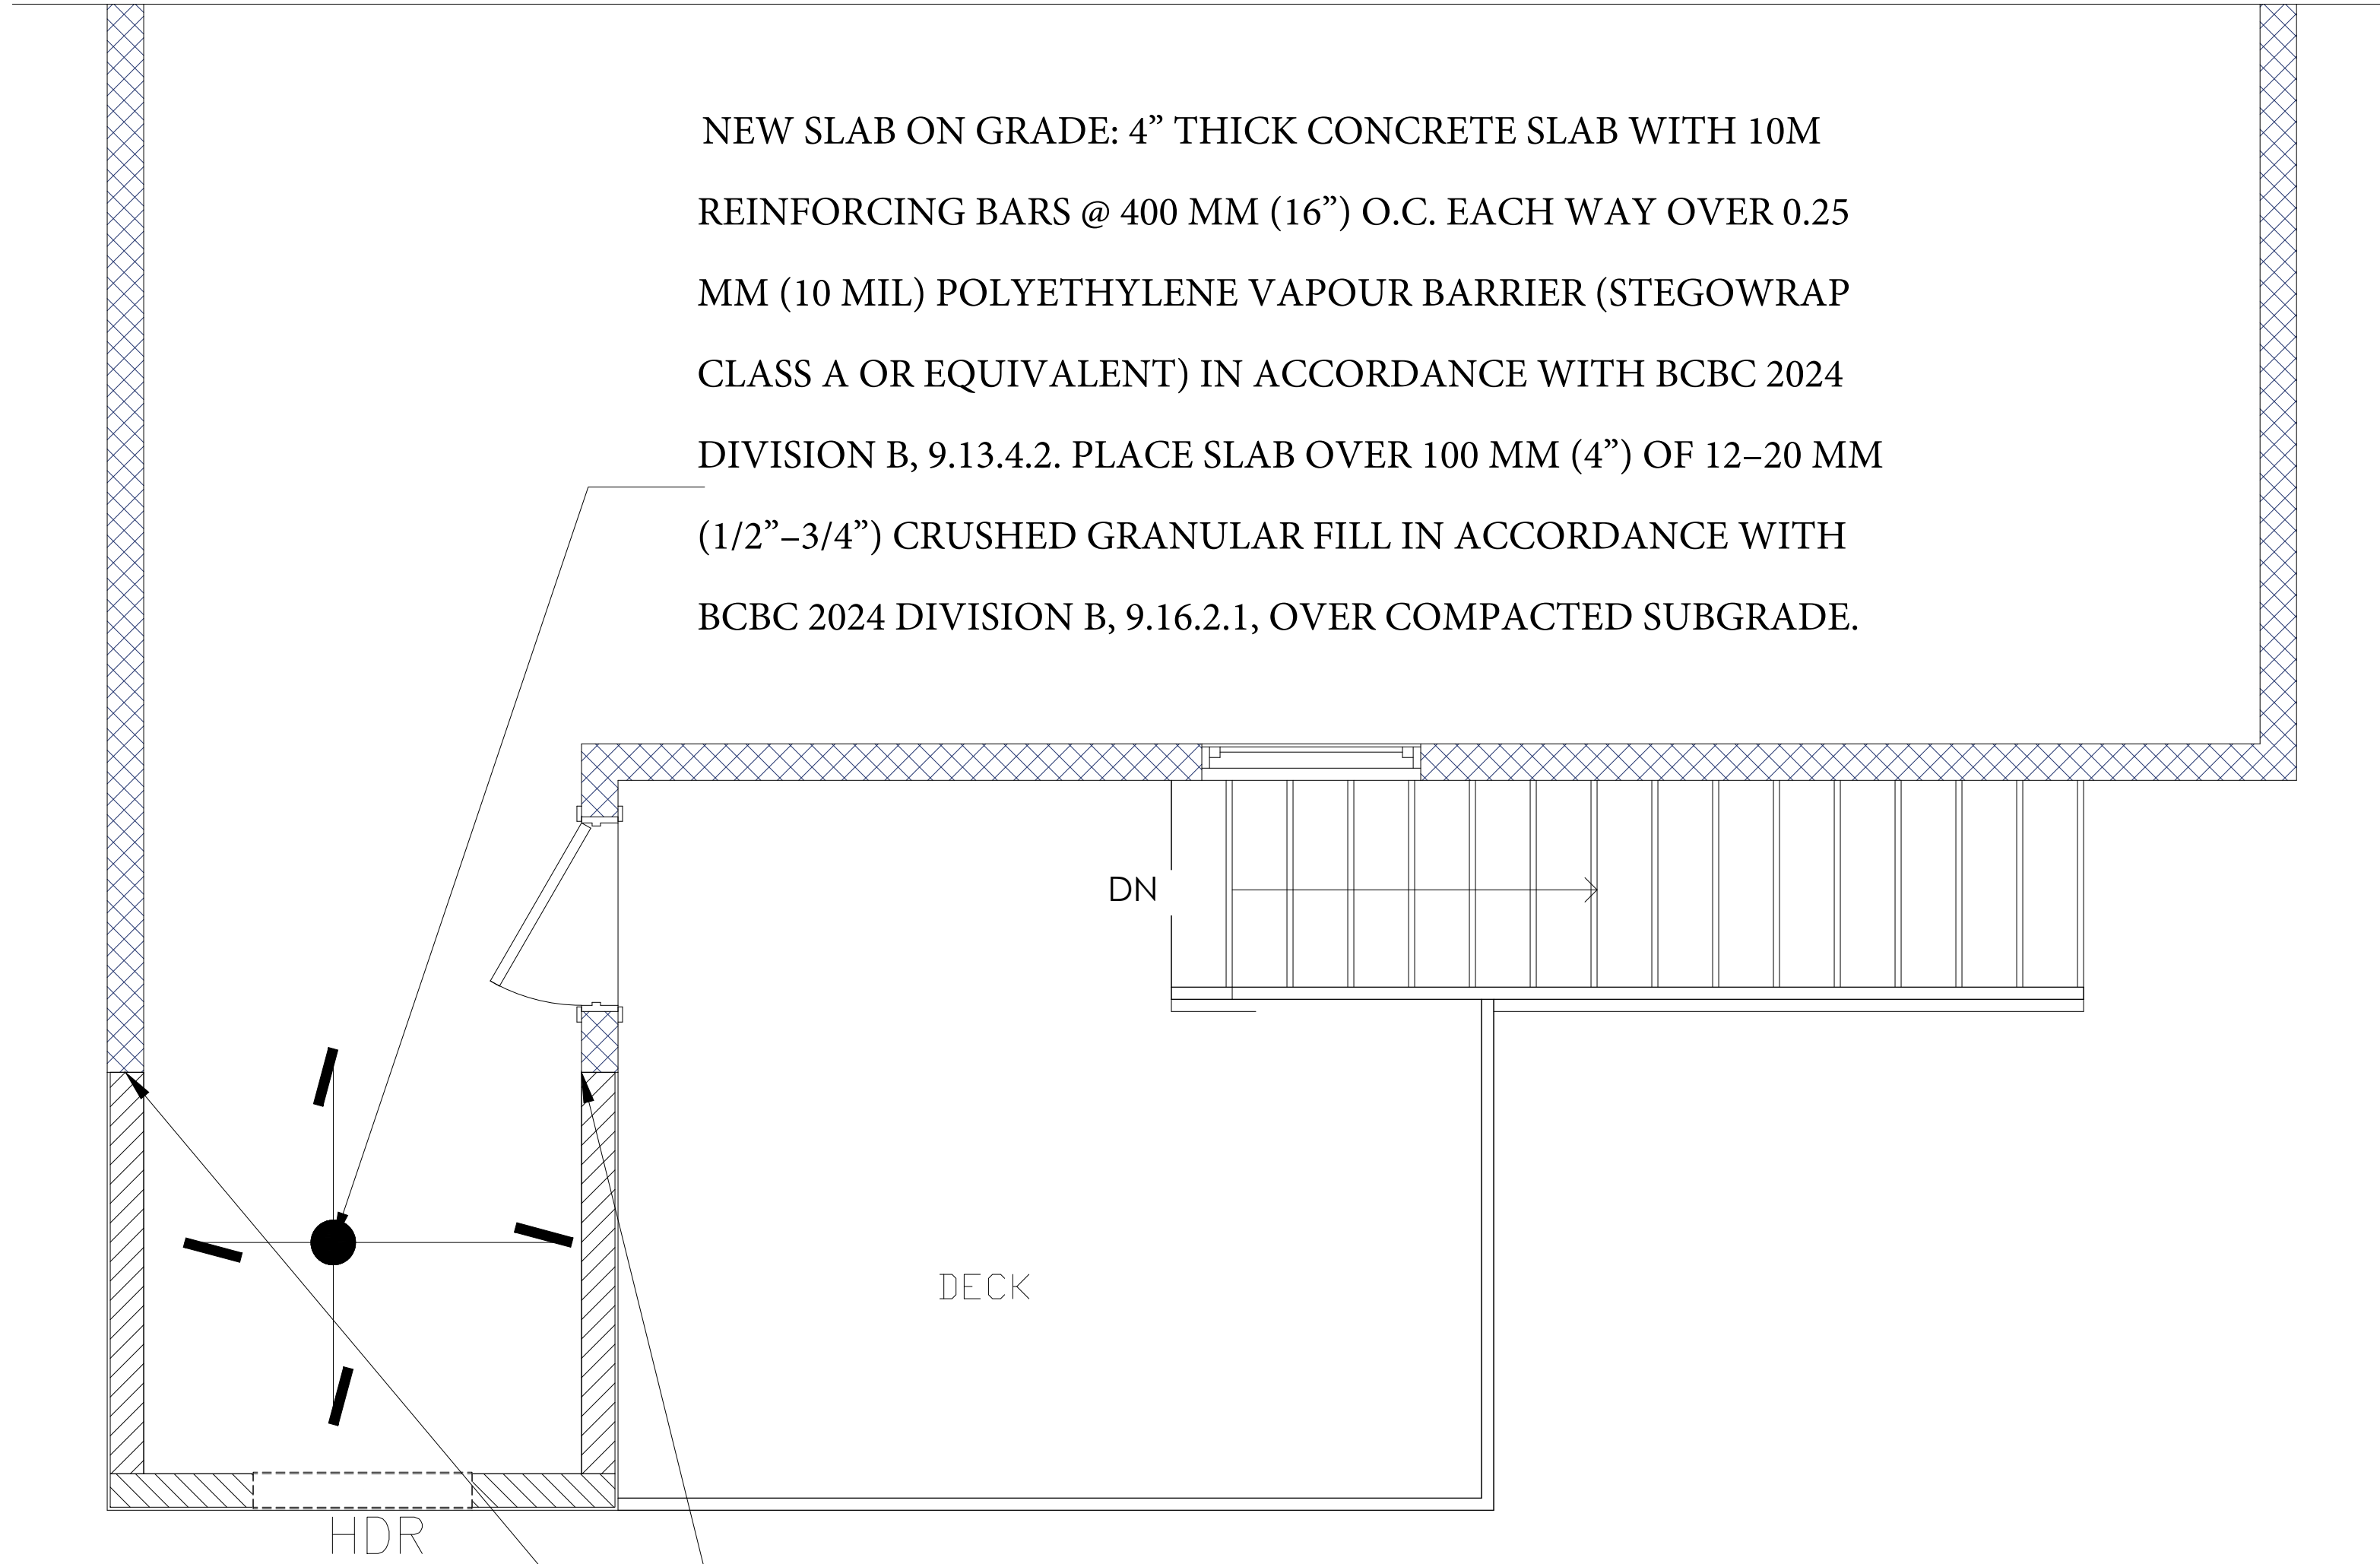 NEW SLAB ON GRADE: 4” THICK CONCRETE SLAB WITH 10M
REINFORCING BARS @ 400 MM (16”) O.C. EACH WAY OVER 0.25
MM (10 MIL) POLYETHYLENE VAPOUR BARRIER (STEGOWRAP
CLASS A OR EQUIVALENT) IN ACCORDANCE WITH BCBC 2024
DIVISION B, 9.13.4.2. PLACE SLAB OVER 100 MM (4”) OF 12–20 MM
(1/2”–3/4”) CRUSHED GRANULAR FILL IN ACCORDANCE WITH
BCBC 2024 DIVISION B, 9.16.2.1, OVER COMPACTED SUBGRADE.
DN
DECK
HDR